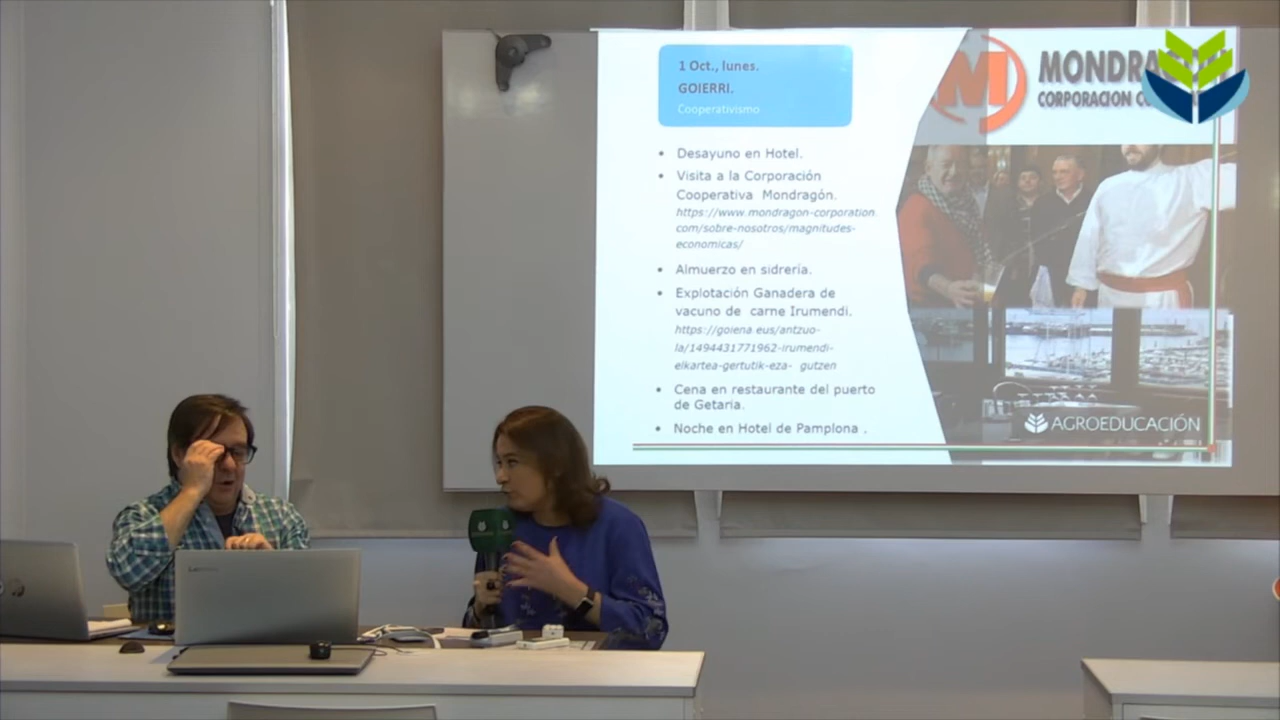 1 Oct., lunes.
GOIERRI.
Cooperativismo
• Desayuno en Hotel.
• Visita a la Corporación
Cooperativa Mondragón.
https://www.mondragon-corporation.
com/sobre-nosotros/magnitudes-
economicas/
• Almuerzo en sidrería.
• Explotación Ganadera de
vacuno de carne Irumendi.
https://goiena.eus/antzuo-
la/1494431771962-irumendi-
elkartea-gertutik-eza- gutzen
• Cena en restaurante del puerto
de Getaria.
• Noche en Hotel de Pamplona .
MONDRA
CORPORACION CO
AGROEDUCACIÓN
Lenovo